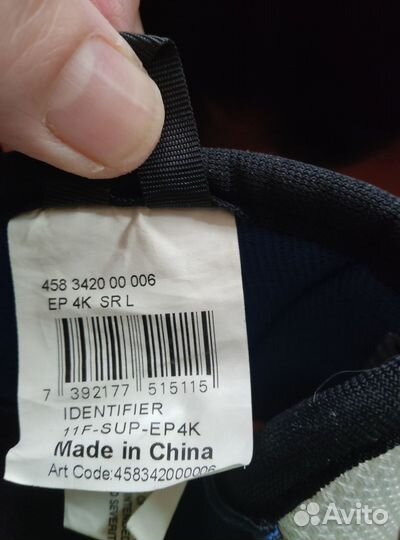 458 3420 00 006
EP 4K SR L
7 392177 515115
IDENTIFIER
11F-SUP-EP4K
Made in China
Art Code:458342000006
Avito